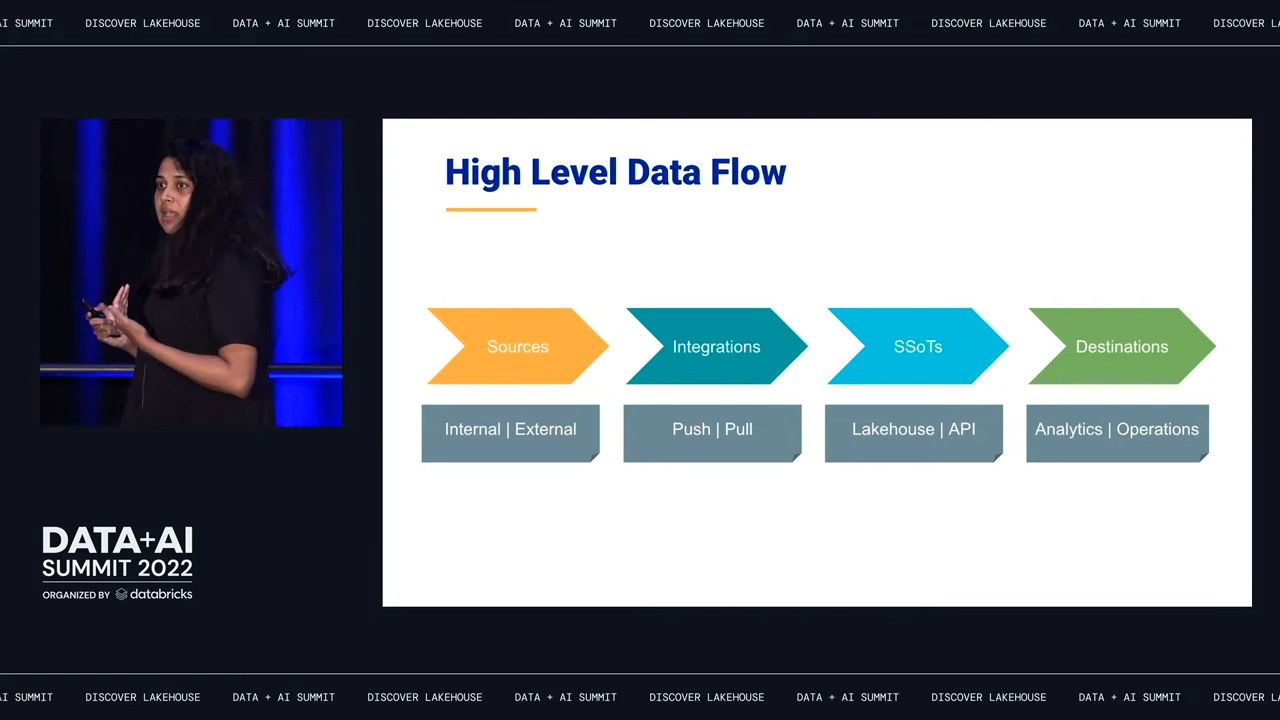 AI SUMMIT DISCOVER LAKEHOUSE DATA + AI SUMMIT DISCOVER LAKEHOUSE DATA + AI SUMMIT DISCOVER LAKEHOUSE DATA + AI SUMMIT DISCOVER LAKEHOUSE DATA + AI SUMMIT DISCOVER LA
High Level Data Flow
Sources Integrations SSoTs Destinations
Internal | External Push | Pull Lakehouse | API Analytics | Operations
DATA+AI
SUMMIT 2022
ORGANIZED BY databricks
AI SUMMIT DISCOVER LAKEHOUSE DATA + AI SUMMIT DISCOVER LAKEHOUSE DATA + AI SUMMIT DISCOVER LAKEHOUSE DATA + AI SUMMIT DISCOVER LAKEHOUSE DATA + AI SUMMIT DISCOVER LA